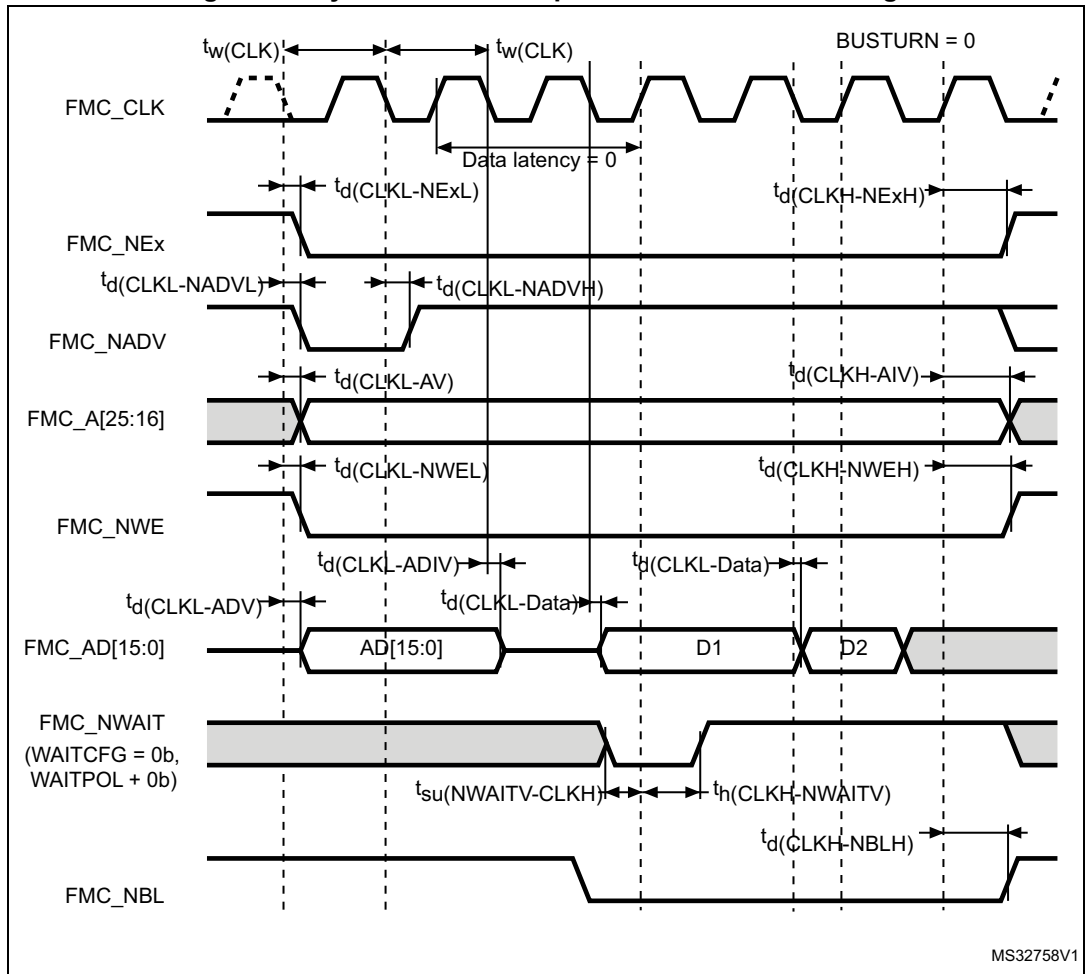 tw(CLK)
tw(CLK)
BUSTURN = 0
FMC_CLK
Data latency = 0
td(CLKL-NExL)
td(CLKH-NExH)
FMC_NEx
td(CLKL-NADVL)
td(CLKL-NADVH)
FMC_NADV
td(CLKL-AV)
td(CLKH-AIV)
FMC_A[25:16]
td(CLKL-NWEL)
td(CLKH-NWEH)
FMC_NWE
td(CLKL-ADIV)
td(CLKL-Data)
td(CLKL-ADV)
td(CLKL-Data)
FMC_AD[15:0]
AD[15:0]
D1
D2
FMC_NWAIT
(WAITCFG = 0b,
WAITPOL + 0b)
tsu(NWAITV-CLKH)
th(CLKH-NWAITV)
td(CLKH-NBLH)
FMC_NBL
MS32758V1